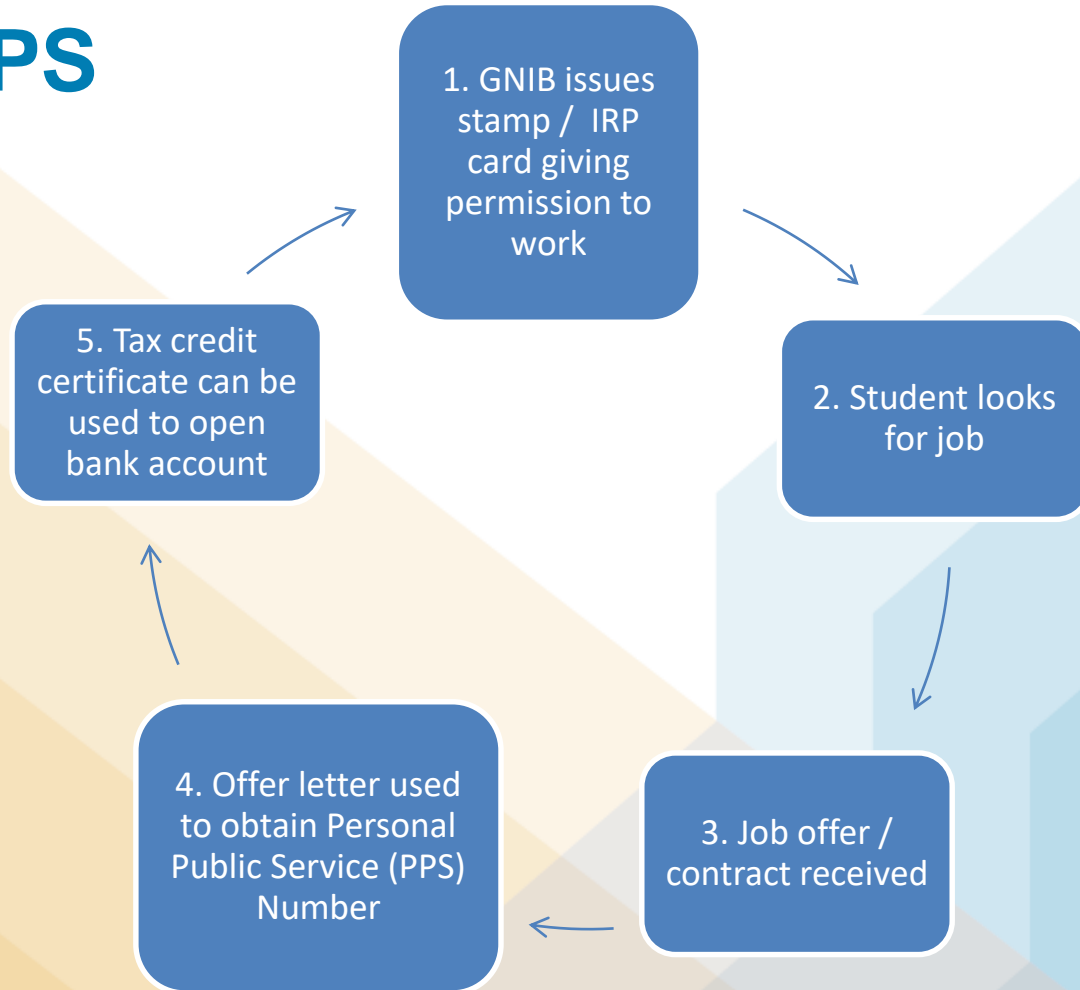 PS
1. GNIB issues
stamp / IRP
card giving
permission to
work
2. Student looks
for job
3. Job offer /
contract received
4. Offer letter used
to obtain Personal
Public Service (PPS)
Number
5. Tax credit
certificate can be
used to open
bank account